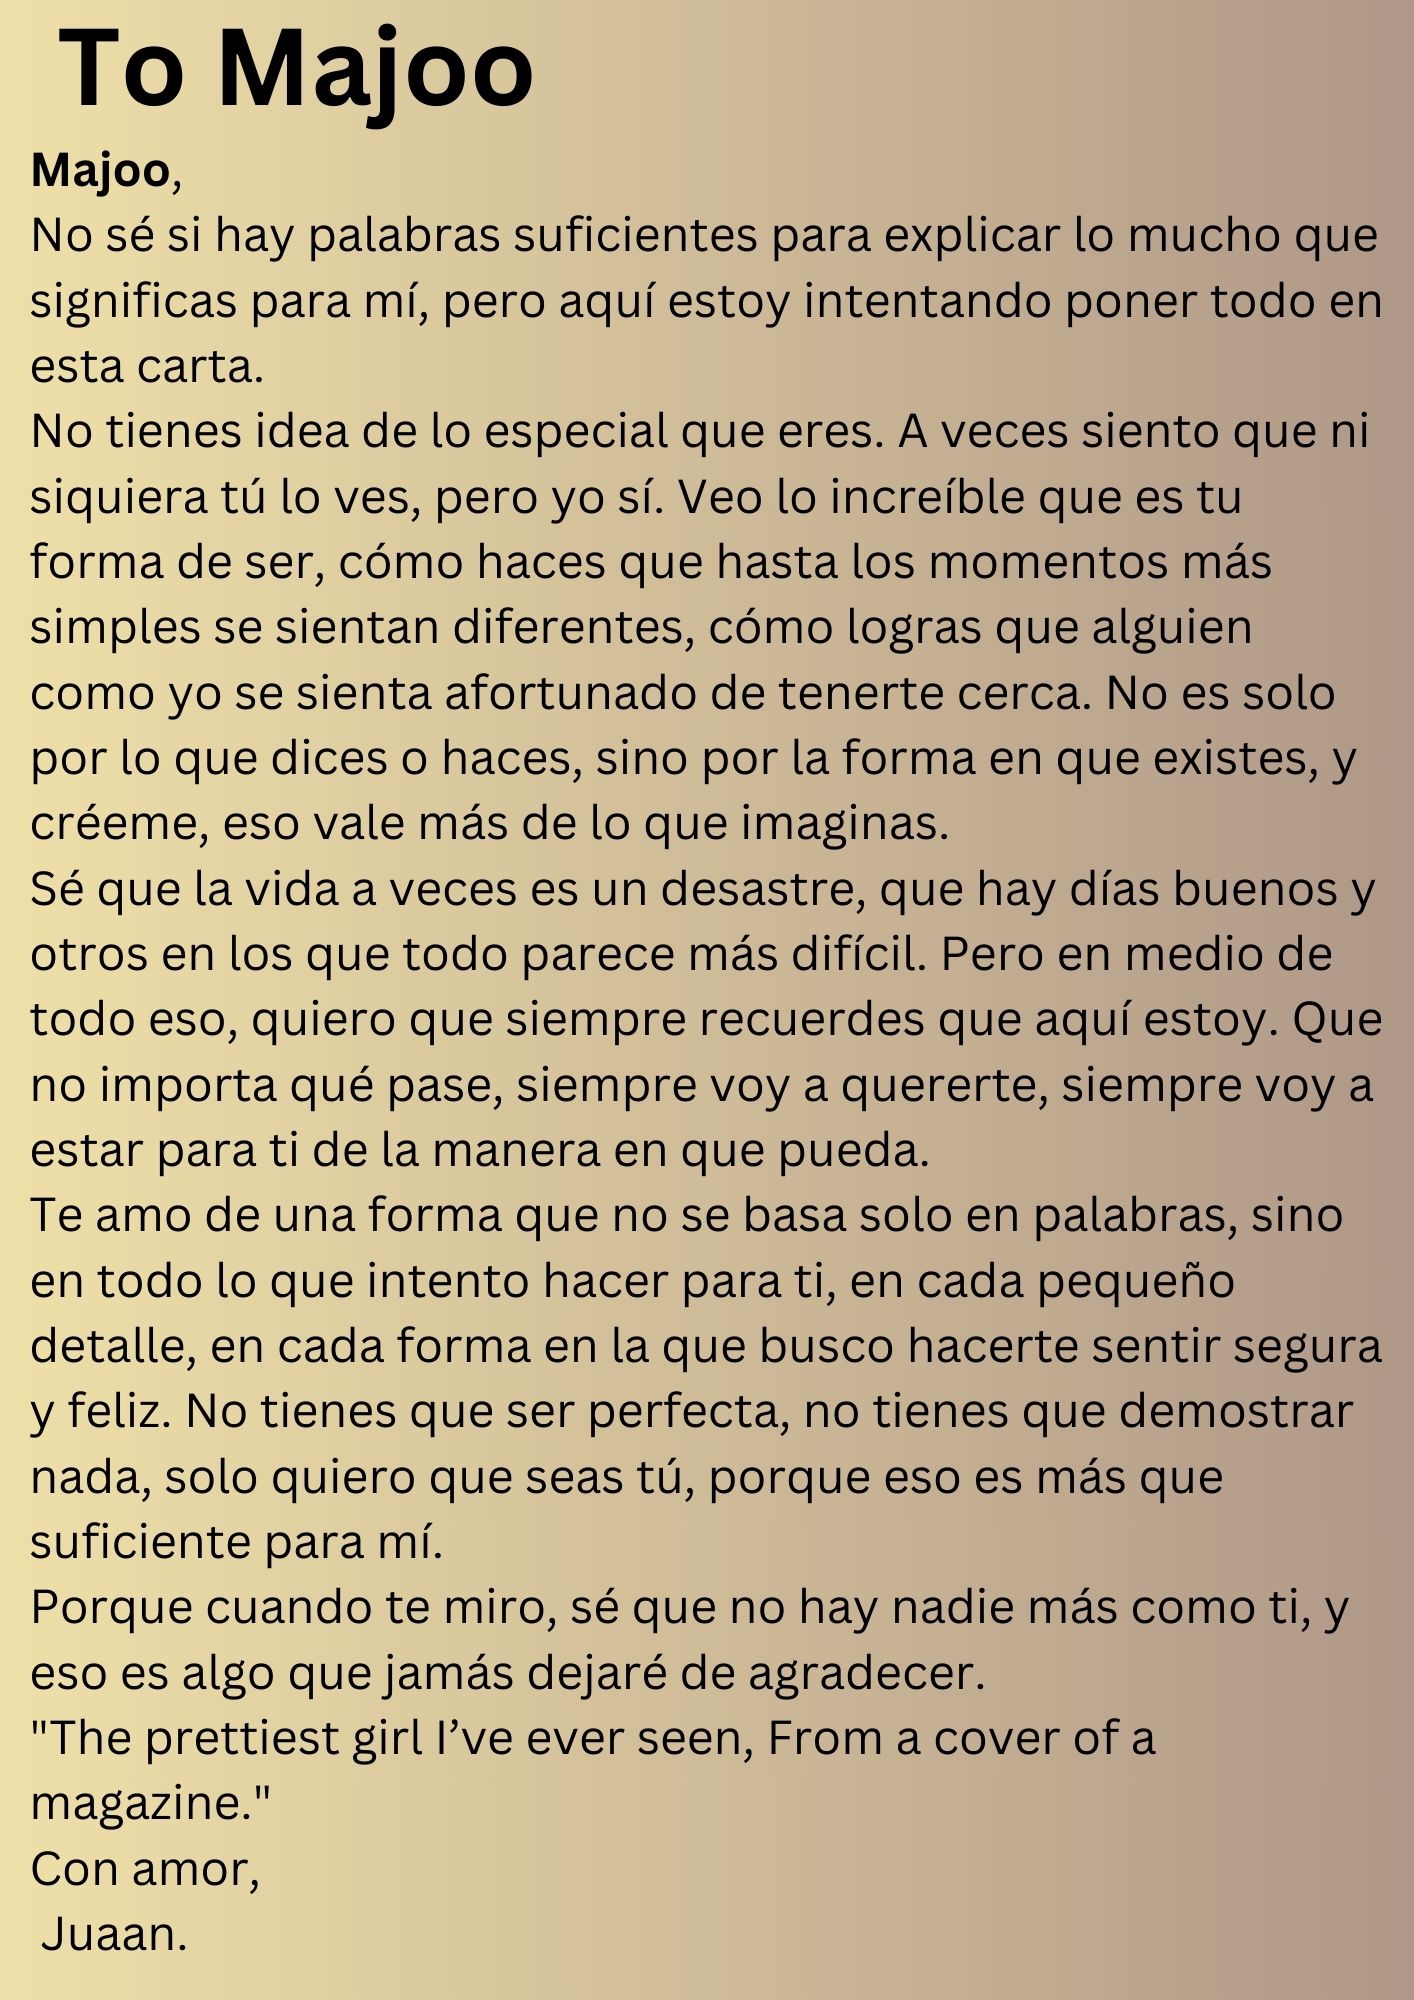 To Majoo
Majoo,
No sé si hay palabras suficientes para explicar lo mucho que
significas para mí, pero aquí estoy intentando poner todo en
esta carta.
No tienes idea de lo especial que eres. A veces siento que ni
siquiera tú lo ves, pero yo sí. Veo lo increíble que es tu
forma de ser, cómo haces que hasta los momentos más
simples se sientan diferentes, cómo logras que alguien
como yo se sienta afortunado de tenerte cerca. No es solo
por lo que dices o haces, sino por la forma en que existes, y
créeme, eso vale más de lo que imaginas.
Sé que la vida a veces es un desastre, que hay días buenos y
otros en los que todo parece más difícil. Pero en medio de
todo eso, quiero que siempre recuerdes que aquí estoy. Que
no importa qué pase, siempre voy a quererte, siempre voy a
estar para ti de la manera en que pueda.
Te amo de una forma que no se basa solo en palabras, sino
en todo lo que intento hacer para ti, en cada pequeño
detalle, en cada forma en la que busco hacerte sentir segura
y feliz. No tienes que ser perfecta, no tienes que demostrar
nada, solo quiero que seas tú, porque eso es más que
suficiente para mí.
Porque cuando te miro, sé que no hay nadie más como ti, y
eso es algo que jamás dejaré de agradecer.
"The prettiest girl I’ve ever seen, From a cover of a
magazine."
Con amor,
Juaan.